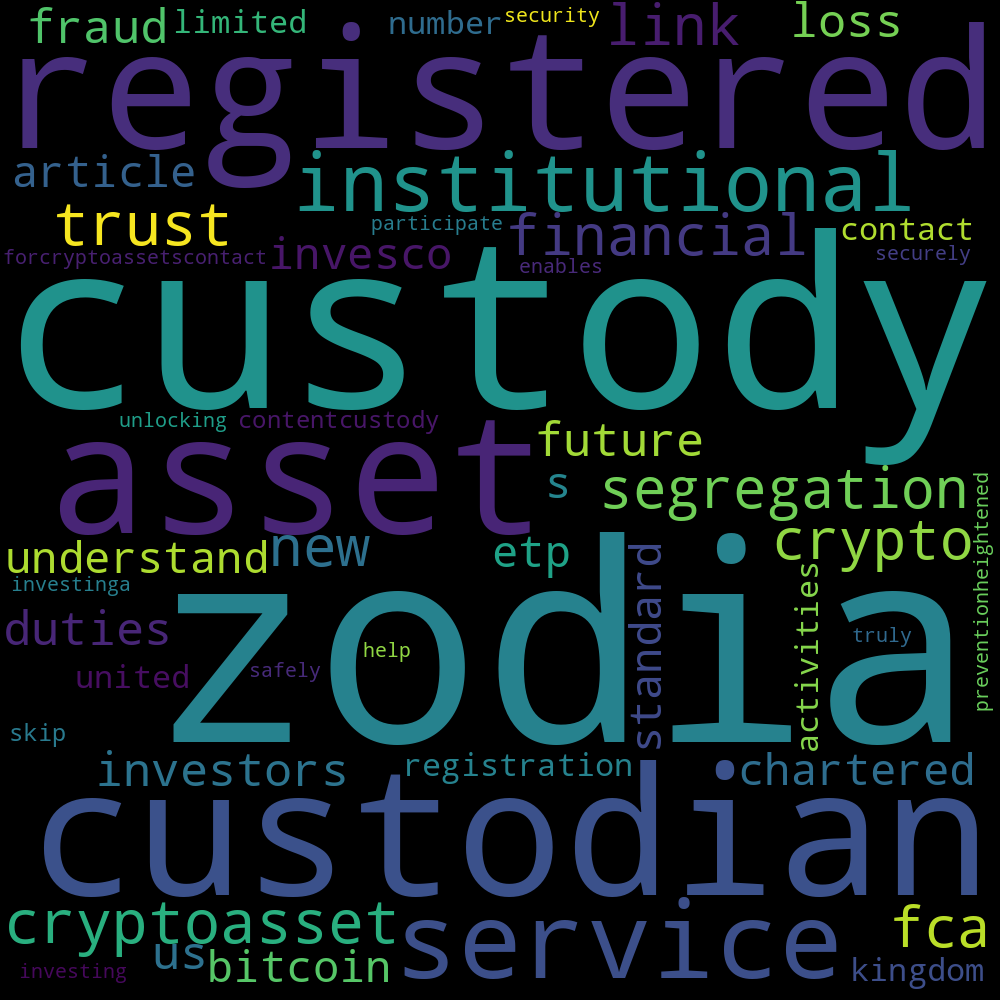 fraud limited number security link loss
registered
article institutional
trust participate financial contact
forcryptoassetscontact invesco enables securely
custody
unlocking contentcustody
asset future
s segregation
understand new etp crypto
investinga standard activities preventionheightened
duties zodia truly
help
united safely
skip
investors registration chartered
custodian
cryptoasset service fca
us bitcoin kingdom
investing